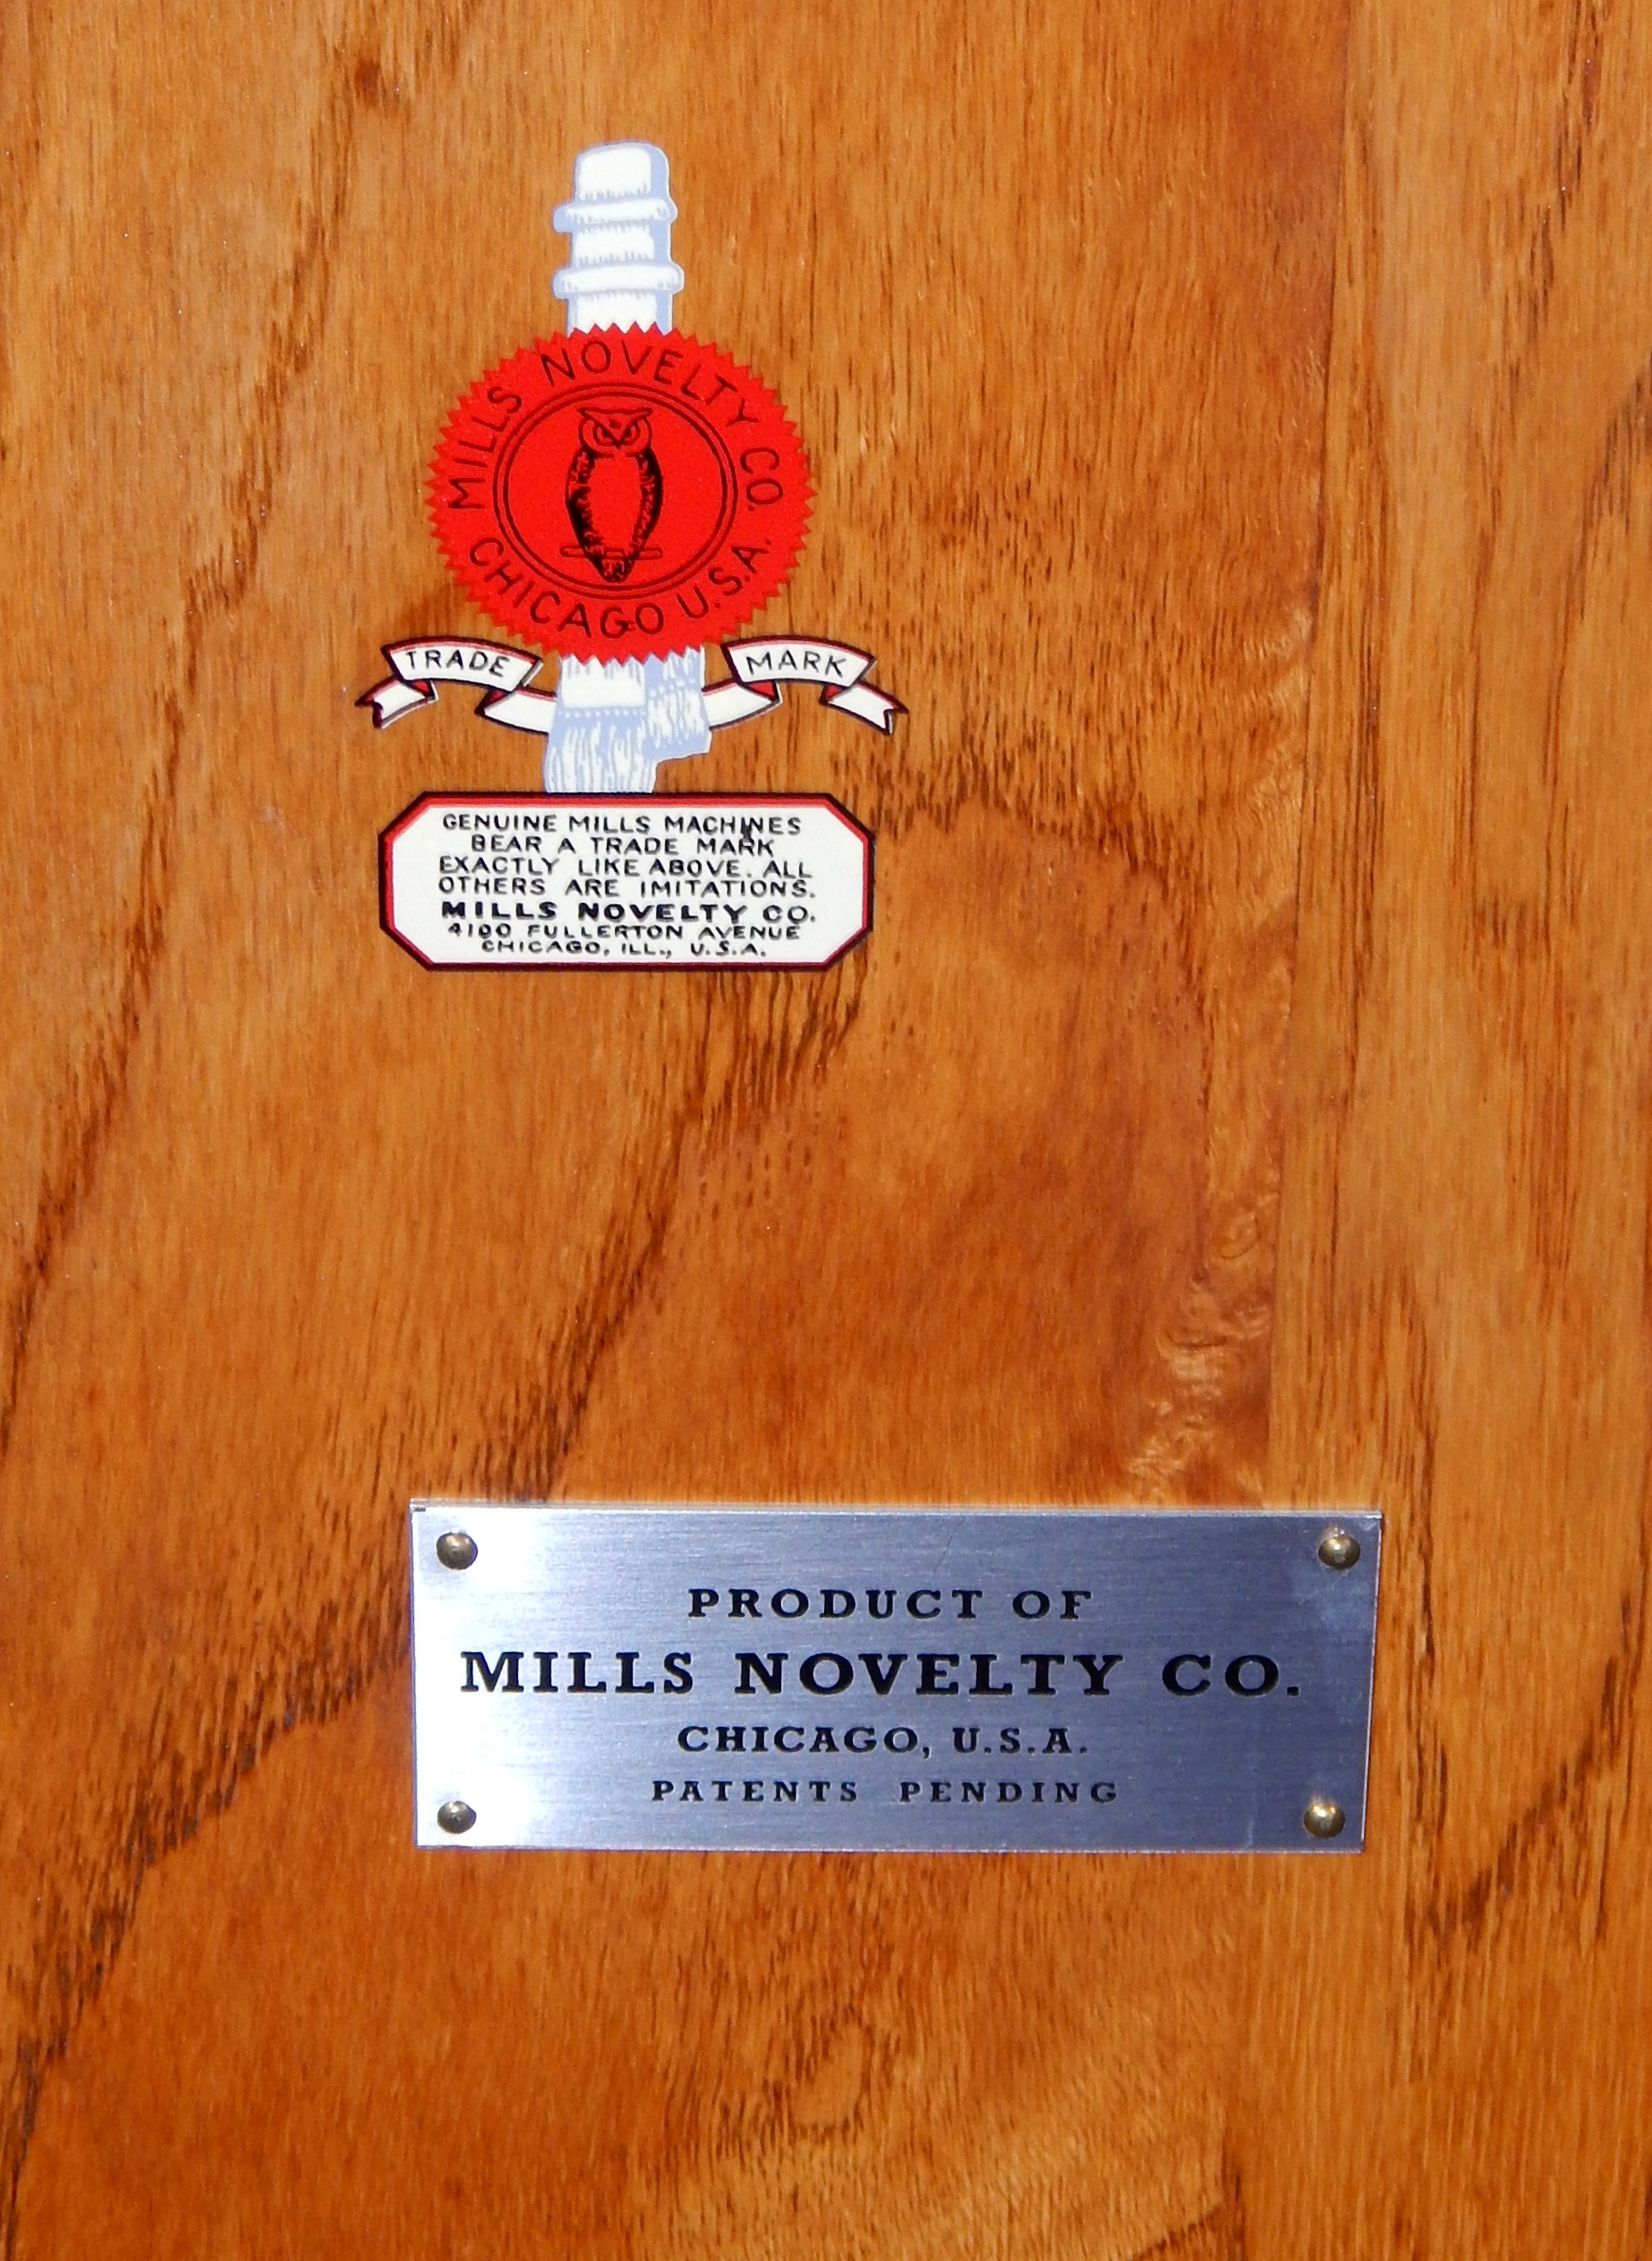 MILLS NOVELTY CO.
CHICAGO U.S.A.
TRADE MARK
GENUINE MILLS MACHINES
BEAR A TRADE MARK
EXACTLY LIKE ABOVE. ALL
OTHERS ARE IMITATIONS.
MILLS NOVELTY CO.
4100 FULLERTON AVENUE
CHICAGO, ILL., U.S.A.
PRODUCT OF
MILLS NOVELTY CO.
CHICAGO, U.S.A.
PATENTS PENDING